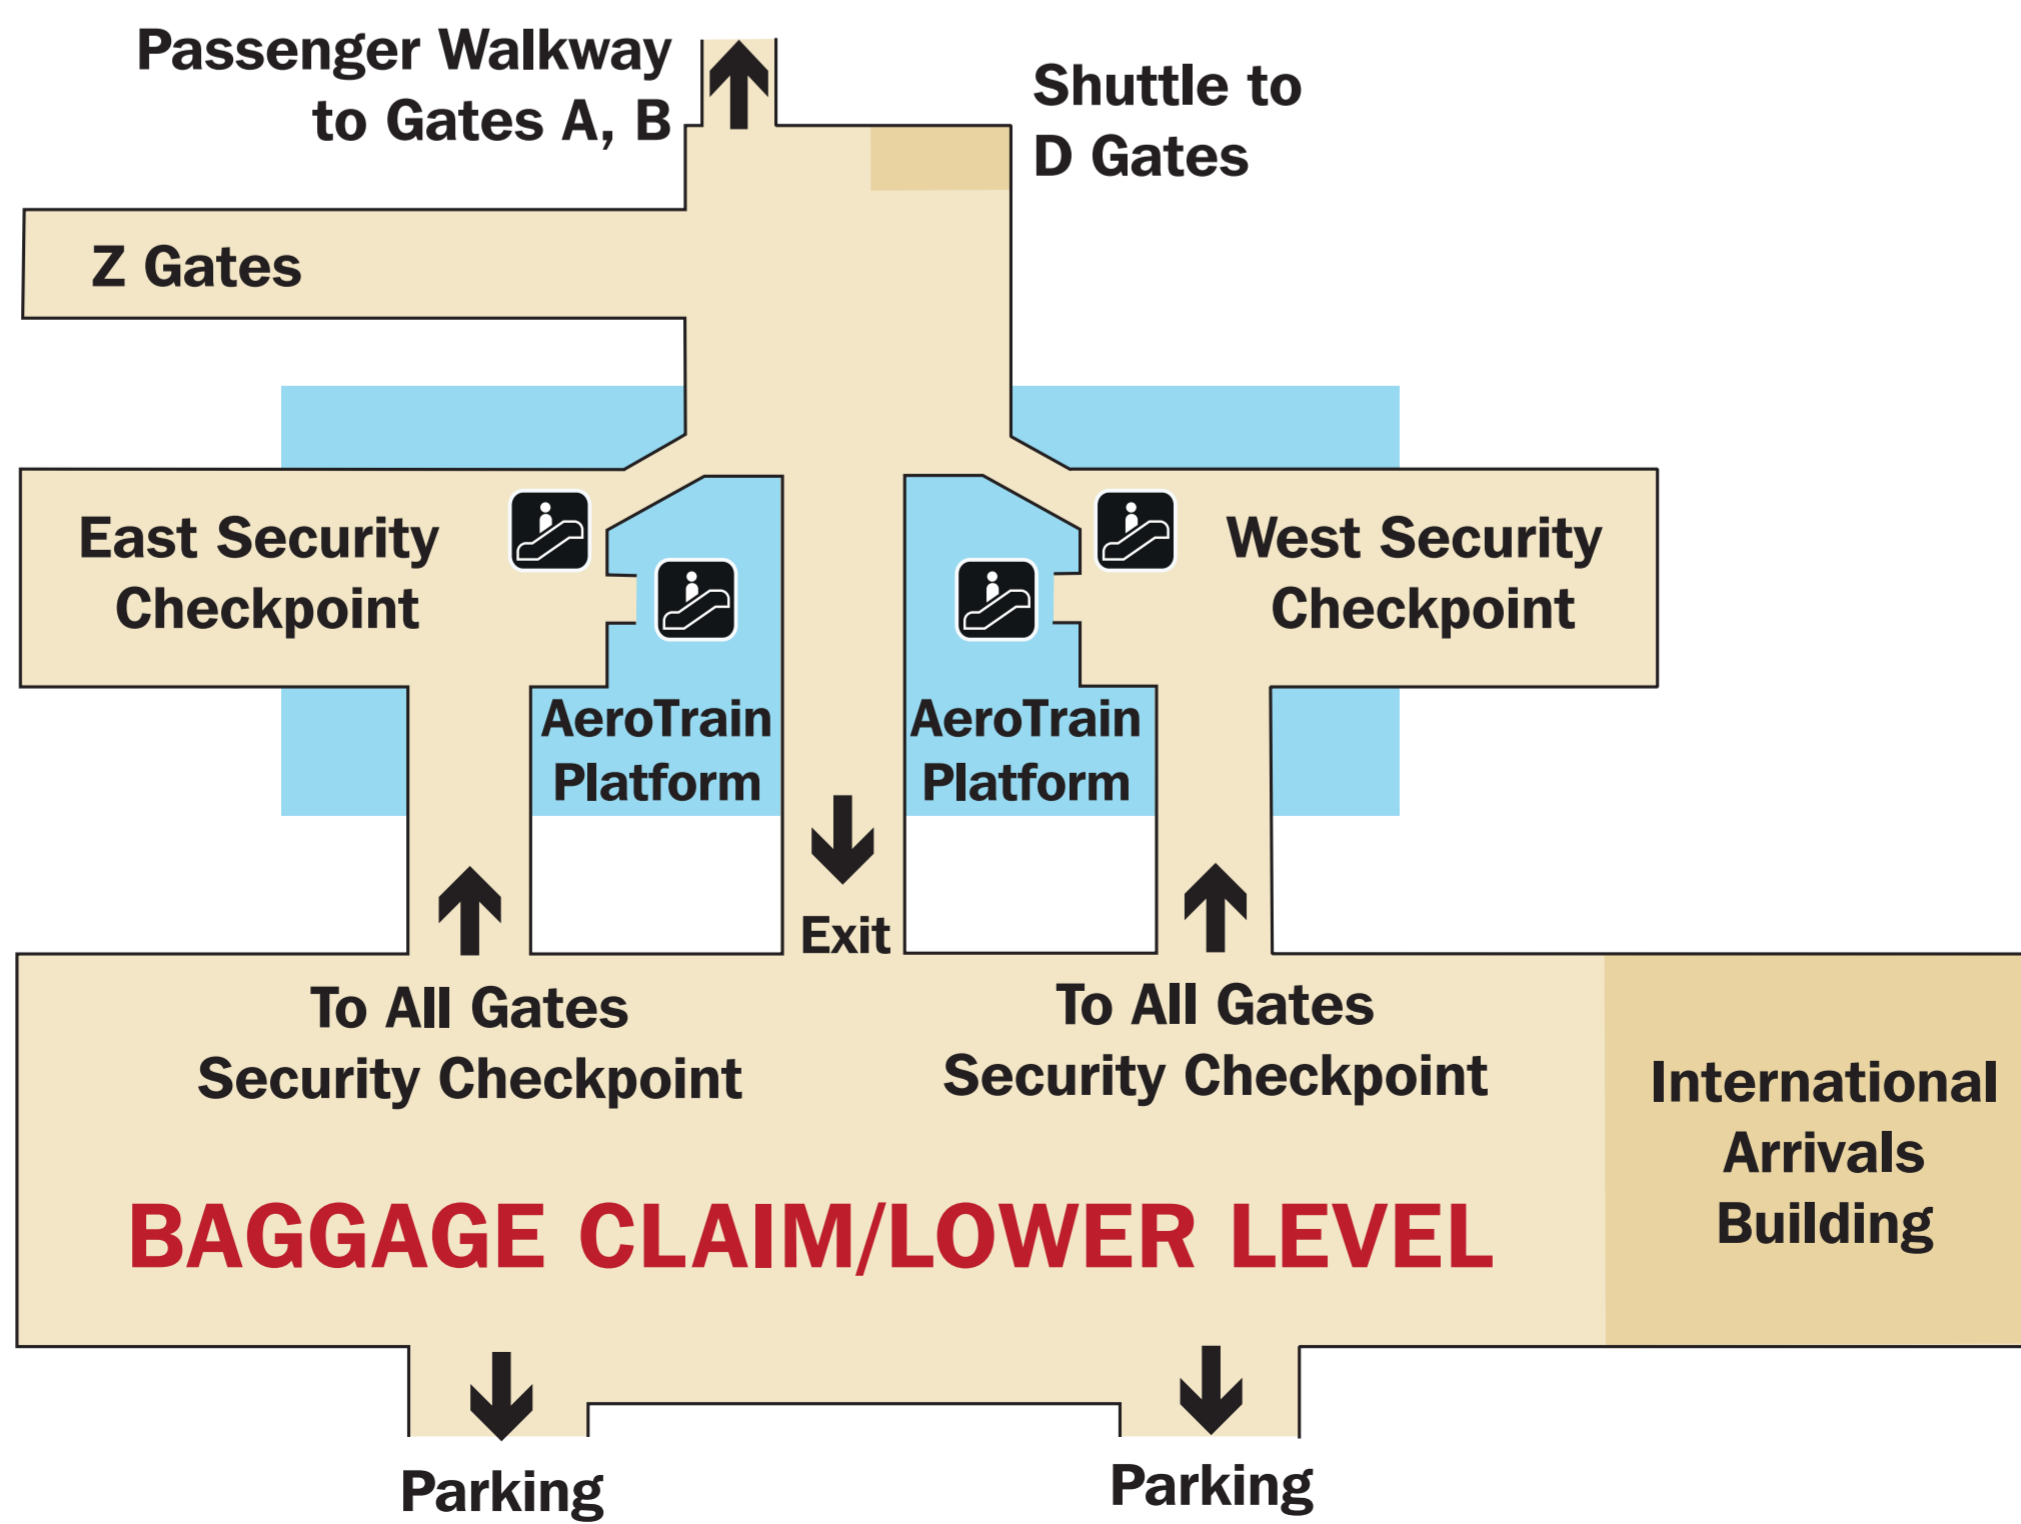 Passenger Walkway
to Gates A, B
Shuttle to
D Gates
Z Gates
East Security
Checkpoint
West Security
Checkpoint
AeroTrain
Platform
AeroTrain
Platform
Exit
To All Gates
Security Checkpoint
To All Gates
Security Checkpoint
International
Arrivals
Building
BAGGAGE CLAIM/LOWER LEVEL
Parking
Parking